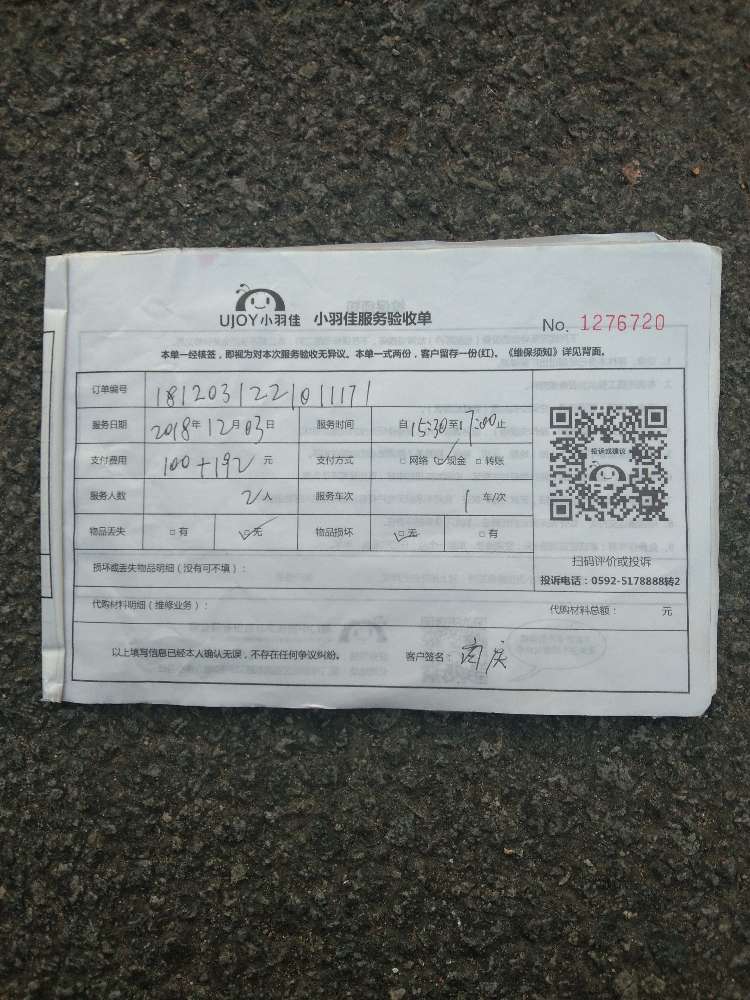 UJOY小羽佳 小羽佳服务验收单 No. 1276720
本单一经核签，即视为对本次服务验收无异议。本单一式两份，客户留存一份(红)。《维保须知》详见背面。
订单编号 1812031221011171
服务日期 2018年12月03日 服务时间 自15:30至17:00止
支付费用 100+192元 支付方式 □网络 ☑现金 □转账
服务人数 2人 服务车次 1车/次
物品丢失 □有 ☑无 物品损坏 ☑无 □有
投诉或建议
扫码评价或投诉
投诉电话：0592-5178888转2
损坏或丢失物品明细（没有可不填）：
代购材料明细（维修业务）： 代购材料总额： 元
以上填写信息已经本人确认无误，不存在任何争议纠纷。 客户签名：